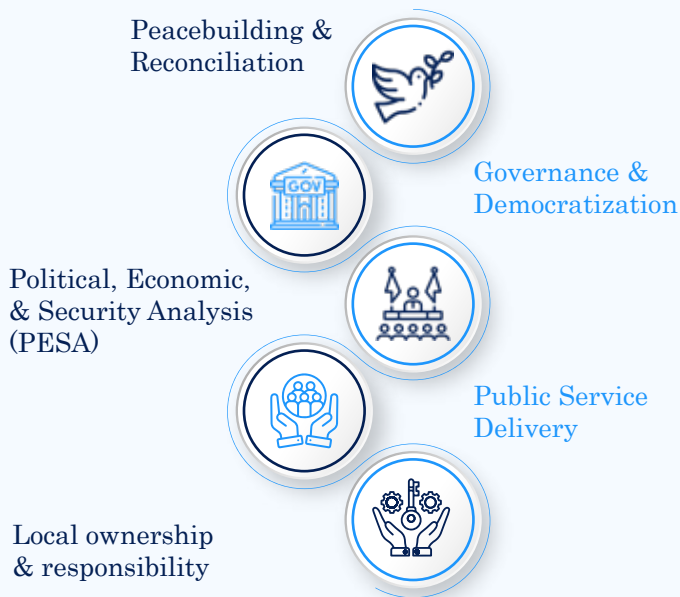 Peacebuilding &
Reconciliation
GOV
Governance &
Democratization
Political, Economic,
& Security Analysis
(PESA)
Public Service
Delivery
Local ownership
& responsibility